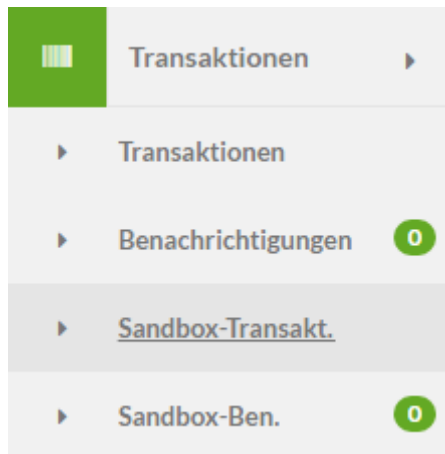 Transaktionen
Transaktionen
Benachrichtigungen 0
Sandbox-Transakt.
Sandbox-Ben. 0